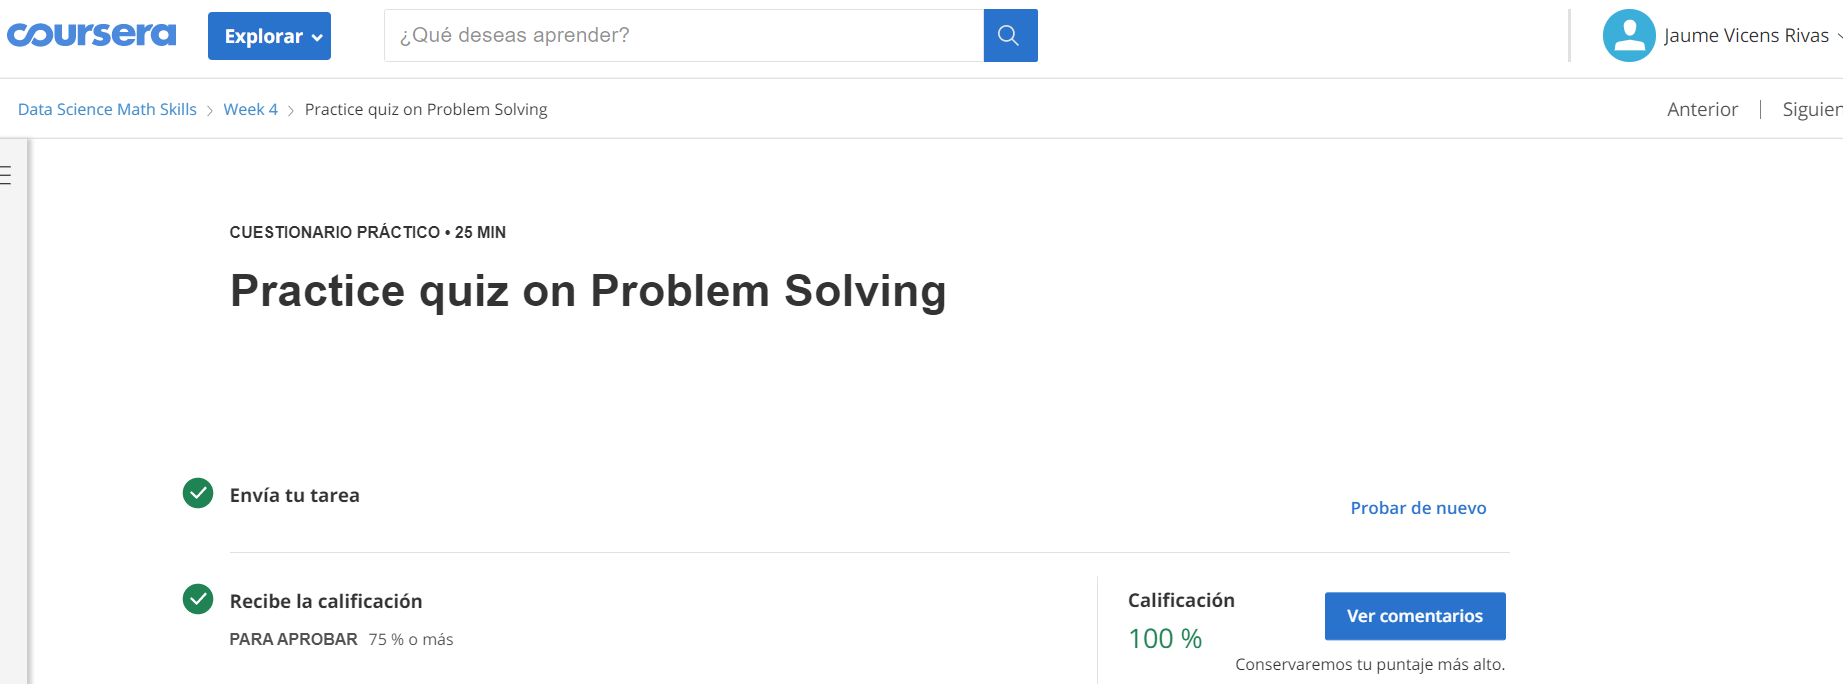 coursera
Explorar
¿Qué deseas aprender?
Jaume Vicens Rivas
Data Science Math Skills > Week 4 > Practice quiz on Problem Solving
Anterior | Siguien
CUESTIONARIO PRÁCTICO • 25 MIN
Practice quiz on Problem Solving
Envía tu tarea
Probar de nuevo
Recibe la calificación
PARA APROBAR 75 % o más
Calificación
100 %
Ver comentarios
Conservaremos tu puntaje más alto.